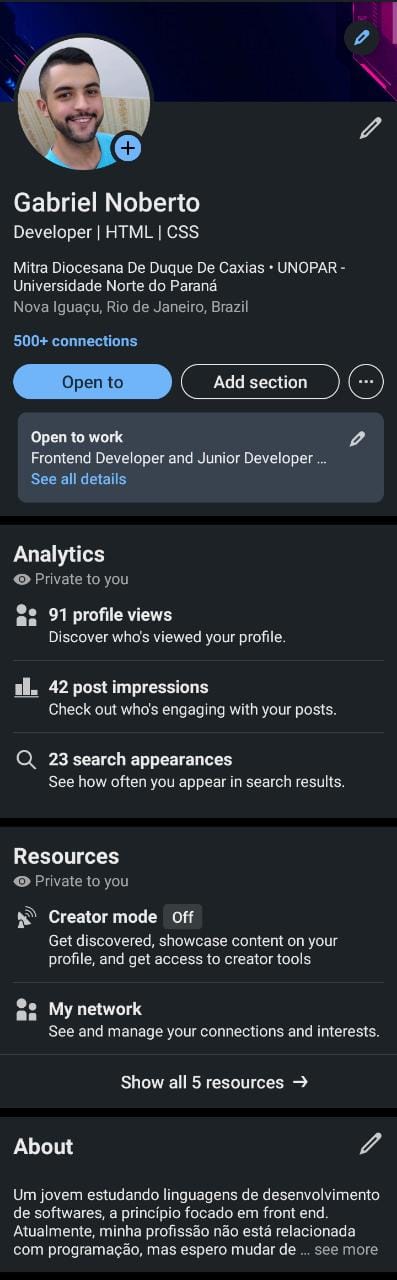 Gabriel Noberto
Developer | HTML | CSS
Mitra Diocesana De Duque De Caxias • UNOPAR -
Universidade Norte do Paraná
Nova Iguaçu, Rio de Janeiro, Brazil
500+ connections
Open to
Add section
Open to work
Frontend Developer and Junior Developer ...
See all details
Analytics
Private to you
91 profile views
Discover who's viewed your profile.
42 post impressions
Check out who's engaging with your posts.
23 search appearances
See how often you appear in search results.
Resources
Private to you
Creator mode Off
Get discovered, showcase content on your
profile, and get access to creator tools
My network
See and manage your connections and interests.
Show all 5 resources →
About
Um jovem estudando linguagens de desenvolvimento
de softwares, a princípio focado em front end.
Atualmente, minha profissão não está relacionada
com programação, mas espero mudar de ... see more